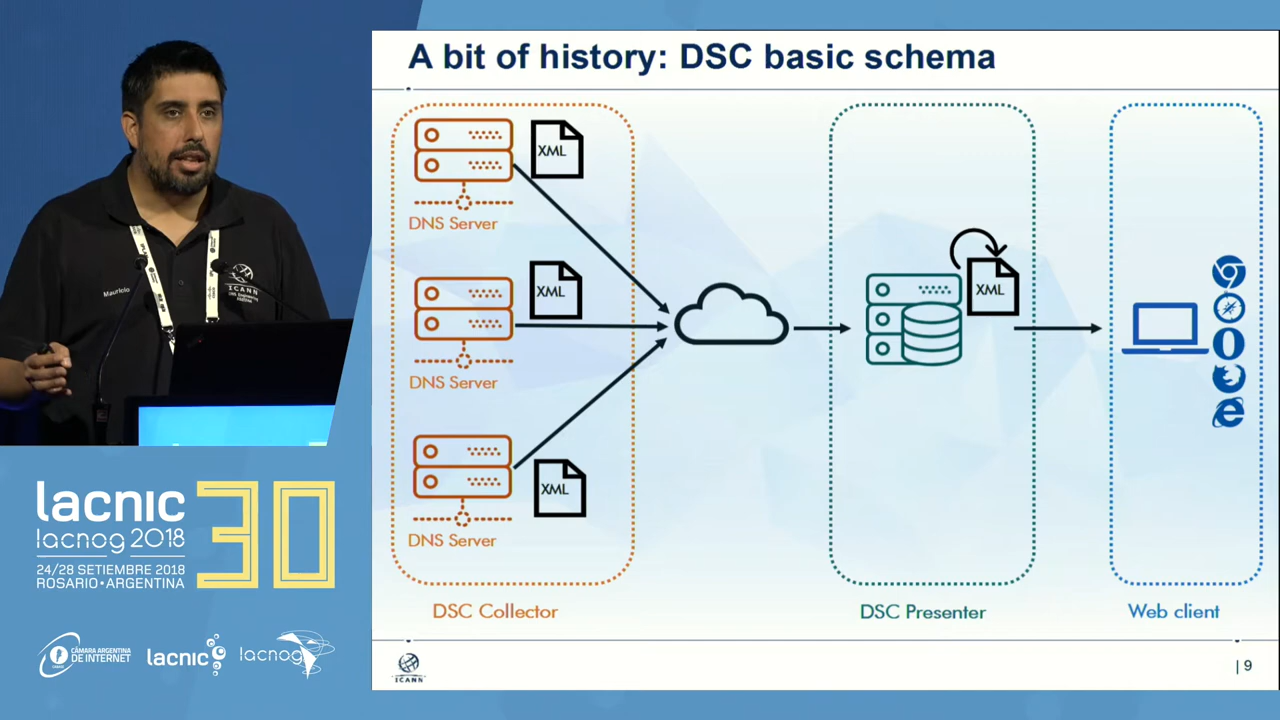 A bit of history: DSC basic schema
XML
DNS Server
XML
DNS Server
XML
DNS Server
XML
DSC Collector
DSC Presenter
Web client
ICANN
| 9
Mauricio
ICANN
lacnic 30
lacnog 2018
24/28 SETIEMBRE 2018
ROSARIO • ARGENTINA
CÁMARA ARGENTINA
DE INTERNET
lacnic
lacnog